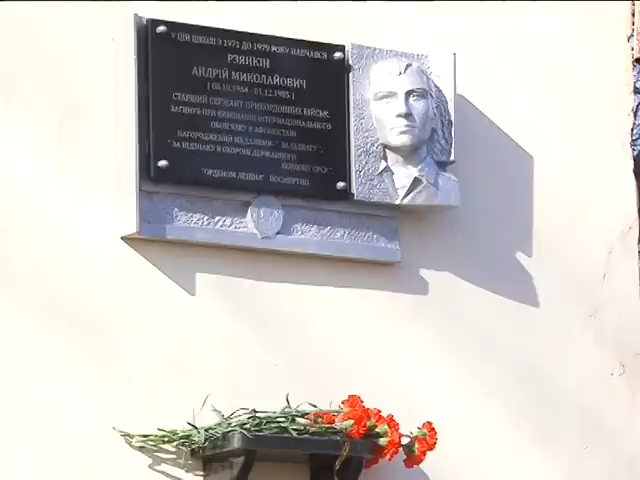 У ЦІЙ ШКОЛІ З 1971 ДО 1979 РОКУ НАВЧАВСЯ
РЗЯНКІН
АНДРІЙ МИКОЛАЙОВИЧ
( 08.10.1964 - 03.12.1985 )
СТАРШИЙ СЕРЖАНТ ПРИКОРДОННИХ ВІЙСЬК.
ЗАГИНУВ ПРИ ВИКОНАННІ ІНТЕРНАЦІОНАЛЬНОГО
ОБОВ'ЯЗКУ В АФГАНІСТАНІ
НАГОРОДЖЕНИЙ МЕДАЛЯМИ: " ЗА ВІДВАГУ ",
" ЗА ВІДЗНАКУ В ОХОРОНІ ДЕРЖАВНОГО
КОРДОНУ СРСР ",
"ОРДЕНОМ ЛЕНІНА" ПОСМЕРТНО